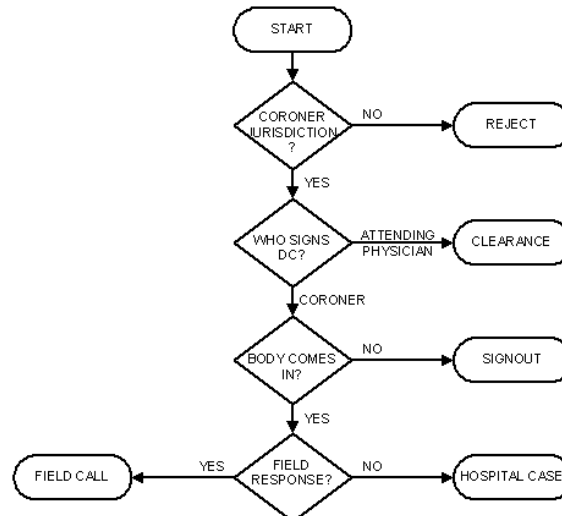 START
CORONER
JURISDICTION
?
NO
REJECT
YES
WHO SIGNS
DC?
ATTENDING
PHYSICIAN
CLEARANCE
CORONER
BODY COMES
IN?
NO
SIGNOUT
YES
FIELD CALL
YES
FIELD
RESPONSE?
NO
HOSPITAL CASE